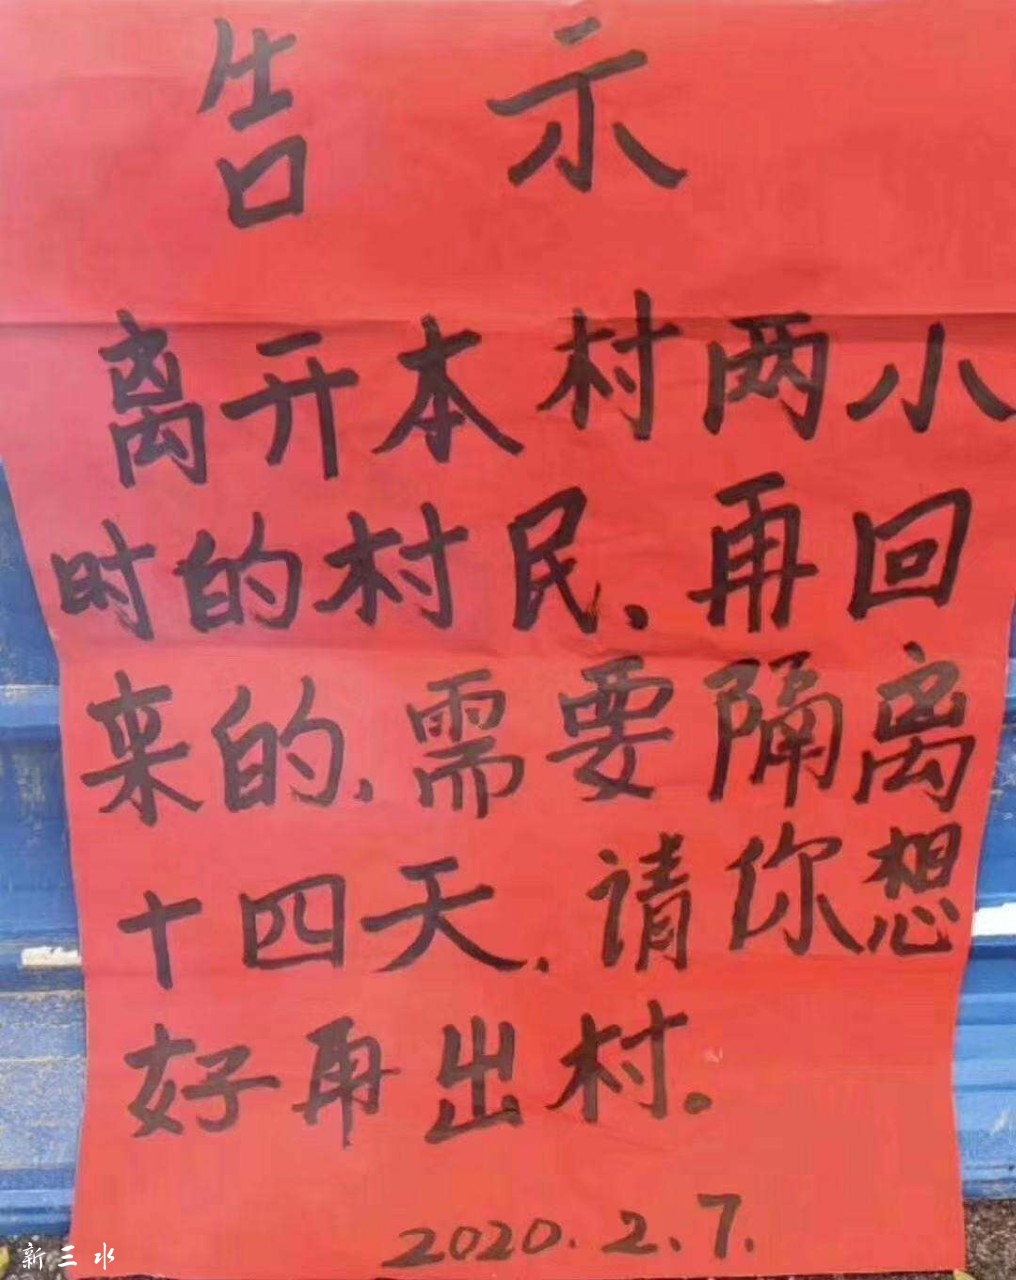 告示
离开本村两小
时的村民、再回
来的、需要隔离
十四天、请你想
好再出村。
2020.2.7.
新三水